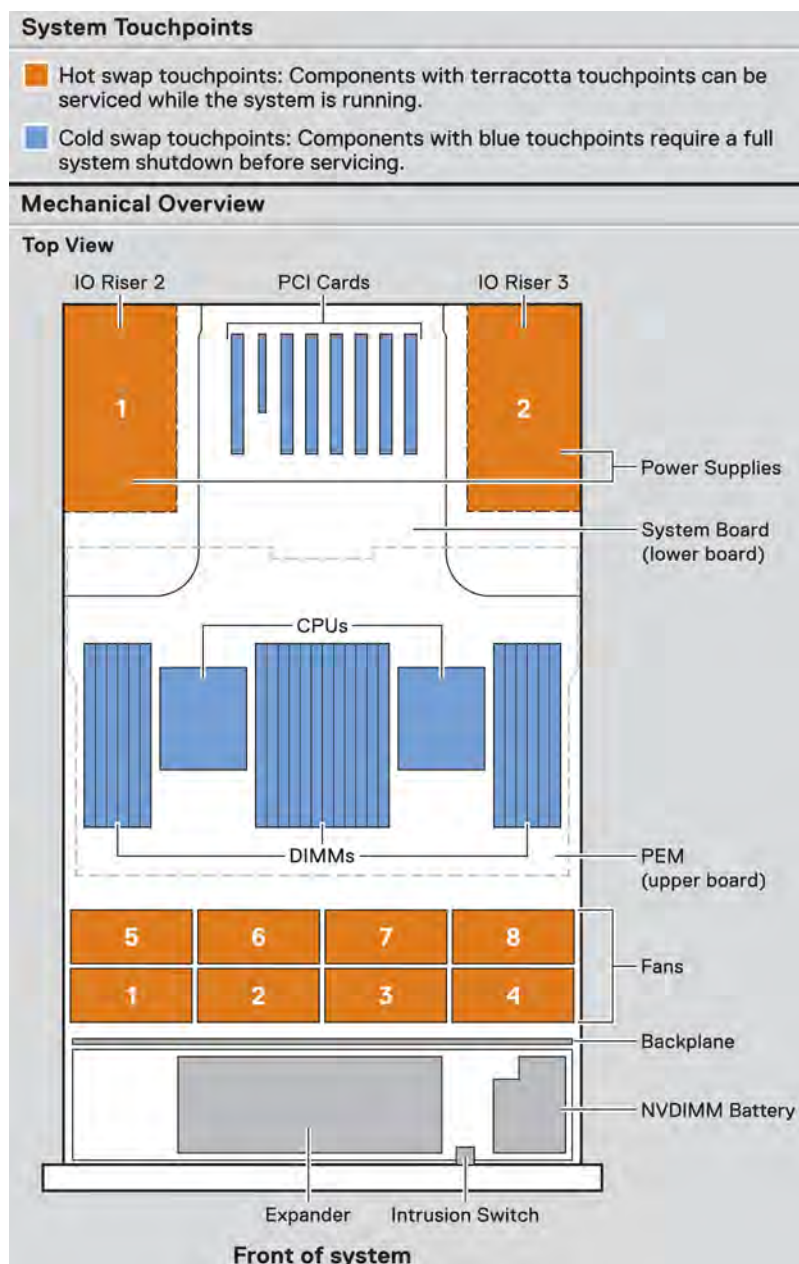 System Touchpoints
Hot swap touchpoints: Components with terracotta touchpoints can be
serviced while the system is running.
Cold swap touchpoints: Components with blue touchpoints require a full
system shutdown before servicing.
Mechanical Overview
Top View
IO Riser 2
PCI Cards
IO Riser 3
1
2
Power Supplies
System Board
(lower board)
CPUs
DIMMs
PEM
(upper board)
5
6
7
8
Fans
1
2
3
4
Backplane
NVDIMM Battery
Expander
Intrusion Switch
Front of system